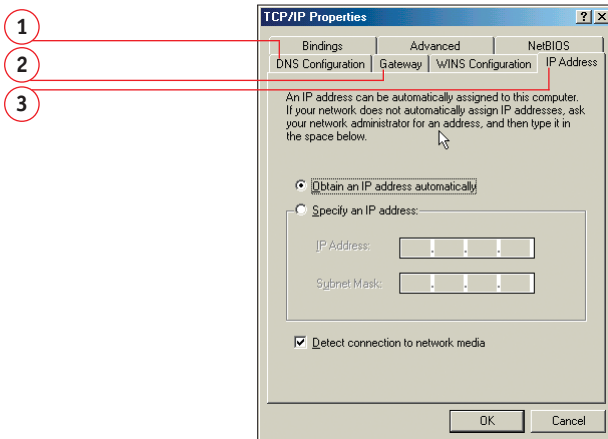 TCP/IP Properties
? X
1
Bindings
Advanced
NetBIOS
2
DNS Configuration
Gateway
WINS Configuration
IP Address
3
An IP address can be automatically assigned to this computer.
If your network does not automatically assign IP addresses, ask
your network administrator for an address, and then type it in
the space below.
Obtain an IP address automatically
Specify an IP address:
IP Address:
. . .
Subnet Mask:
. . .
Detect connection to network media
OK
Cancel